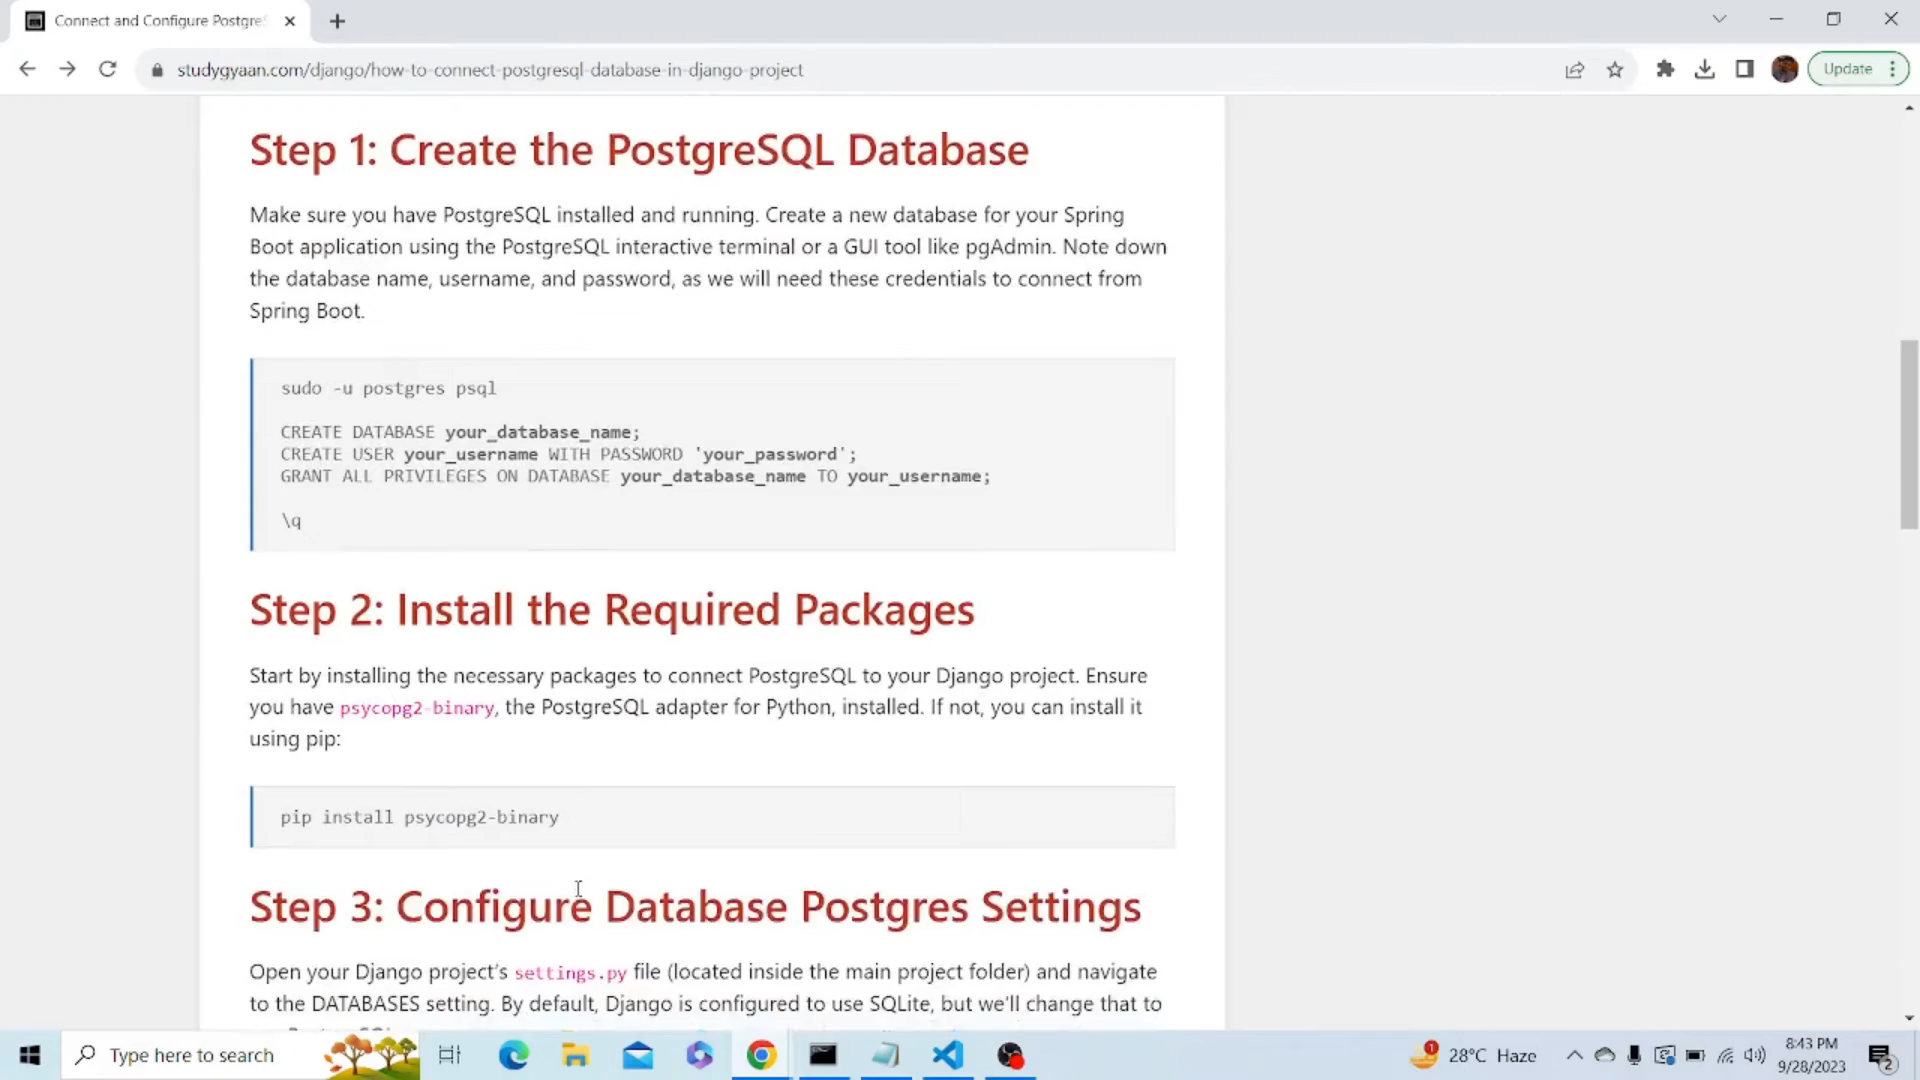 Connect and Configure Postgre
studygyaan.com/django/how-to-connect-postgresql-database-in-django-project
Update
Step 1: Create the PostgreSQL Database
Make sure you have PostgreSQL installed and running. Create a new database for your Spring
Boot application using the PostgreSQL interactive terminal or a GUI tool like pgAdmin. Note down
the database name, username, and password, as we will need these credentials to connect from
Spring Boot.
sudo -u postgres psql
CREATE DATABASE your_database_name;
CREATE USER your_username WITH PASSWORD 'your_password';
GRANT ALL PRIVILEGES ON DATABASE your_database_name TO your_username;
\q
Step 2: Install the Required Packages
Start by installing the necessary packages to connect PostgreSQL to your Django project. Ensure
you have psycopg2-binary, the PostgreSQL adapter for Python, installed. If not, you can install it
using pip:
pip install psycopg2-binary
Step 3: Configure Database Postgres Settings
Open your Django project's settings.py file (located inside the main project folder) and navigate
to the DATABASES setting. By default, Django is configured to use SQLite, but we'll change that to
Type here to search
1
28°C Haze
8:43 PM
9/28/2023
2